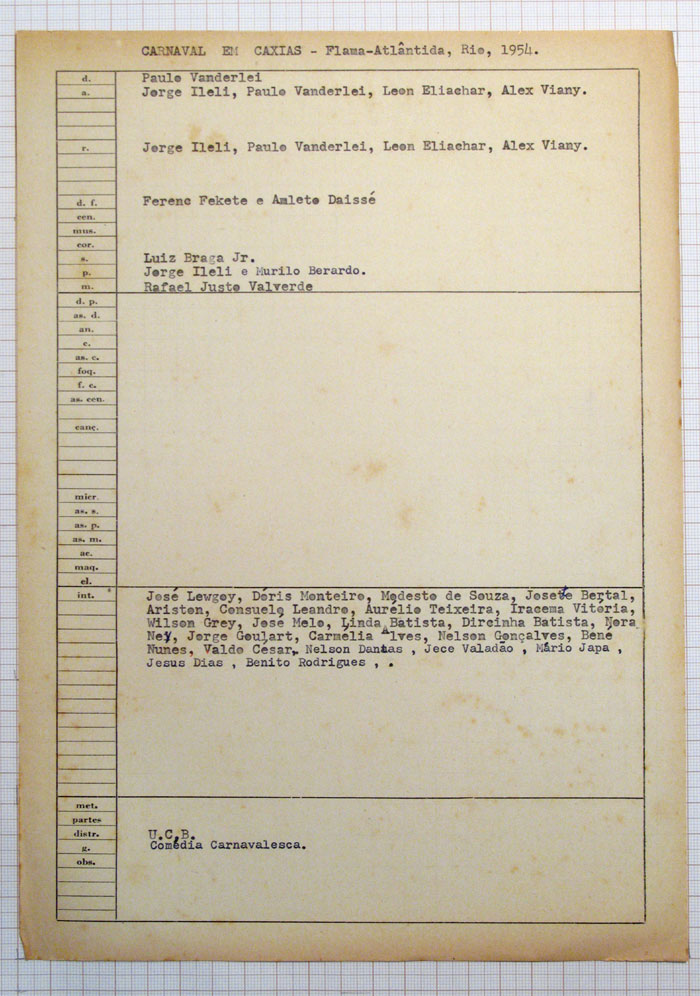 CARNAVAL EM CAXIAS - Flama-Atlântida, Rio, 1954.
d. Paulo Vanderlei
a. Jorge Ileli, Paulo Vanderlei, Leon Eliachar, Alex Viany.
r. Jorge Ileli, Paulo Vanderlei, Leon Eliachar, Alex Viany.
d. f. Ferenc Fekete e Amleto Daissé
cen.
mus.
cor.
s. Luiz Braga Jr.
p. Jorge Ileli e Murilo Berardo.
m. Rafael Justo Valverde
d. p.
as. d.
an.
c.
as. c.
foq.
f. c.
as. cen.
canç.
micr.
as. s.
as. p.
as. m.
ac.
maq.
el.
int. José Lewgoy, Dóris Monteiro, Modesto de Souza, Josete Bertal,
Ariston, Consuelo Leandro, Aurélio Teixeira, Iracema Vitória,
Wilson Grey, José Melo, Linda Batista, Dircinha Batista, Nora
Ney, Jorge Goulart, Carmélia Alves, Nelson Gonçalves, Bené
Nunes, Valdo César, Nelson Dantas , Jece Valadão , Mário Japa ,
Jesus Dias , Benito Rodrigues , .
met.
partes
distr. U.C.B.
g. Comédia Carnavalesca.
obs.